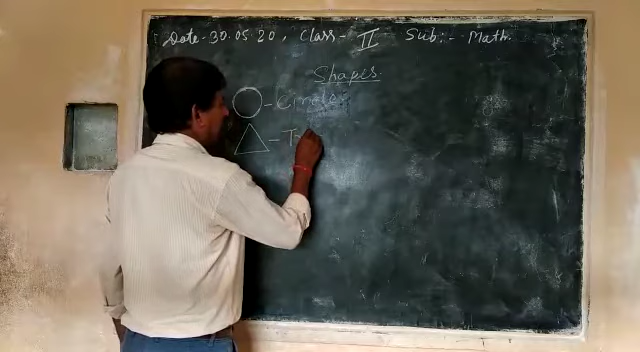 Date-30.05.20, Class- II Sub:- Math.
Shapes.
- Circle.
- T